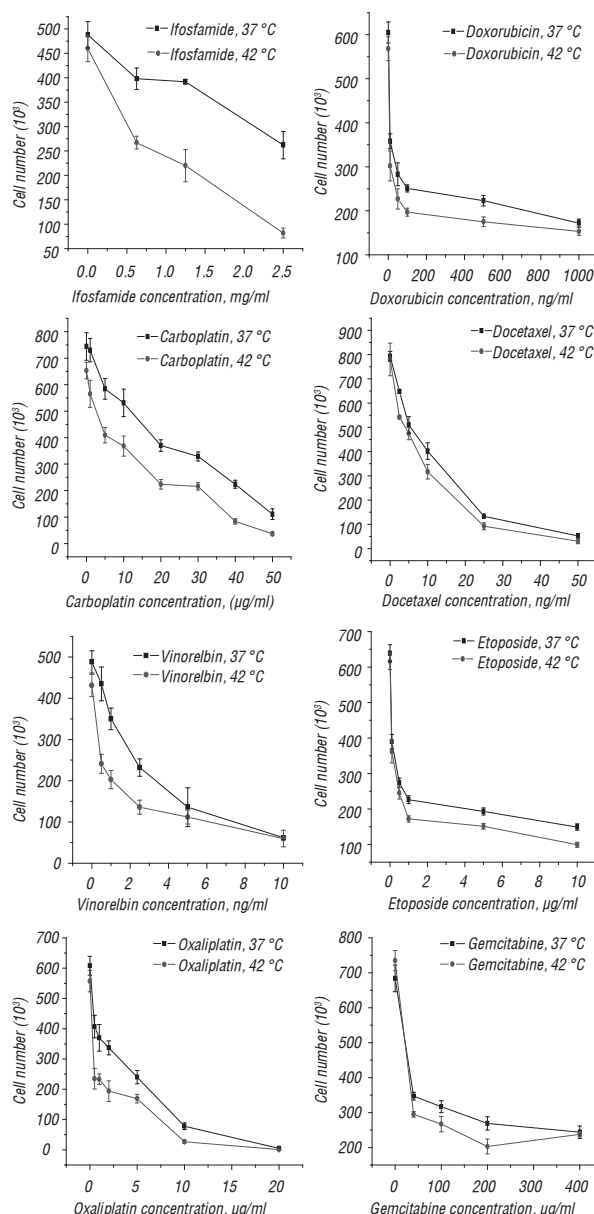 Ifosfamide, 37 °C
Ifosfamide, 42 °C
Cell number (10³)
500
450
400
350
300
250
200
150
100
50
0.0 0.5 1.0 1.5 2.0 2.5
Ifosfamide concentration, mg/ml
Doxorubicin, 37 °C
Doxorubicin, 42 °C
Cell number (10³)
600
500
400
300
200
100
0 200 400 600 800 1000
Doxorubicin concentration, ng/ml
Carboplatin, 37 °C
Carboplatin, 42 °C
Cell number (10³)
800
700
600
500
400
300
200
100
0
0 10 20 30 40 50
Carboplatin concentration, (µg/ml)
Docetaxel, 37 °C
Docetaxel, 42 °C
Cell number (10³)
900
800
700
600
500
400
300
200
100
0
0 10 20 30 40 50
Docetaxel concentration, ng/ml
Vinorelbin, 37 °C
Vinorelbin, 42 °C
Cell number (10³)
500
400
300
200
100
0
0 2 4 6 8 10
Vinorelbin concentration, ng/ml
Etoposide, 37 °C
Etoposide, 42 °C
Cell number (10³)
700
600
500
400
300
200
100
0 2 4 6 8 10
Etoposide concentration, µg/ml
Oxaliplatin, 37 °C
Oxaliplatin, 42 °C
Cell number (10³)
700
600
500
400
300
200
100
0
0 5 10 15 20
Oxaliplatin concentration, µg/ml
Gemcitabine, 37 °C
Gemcitabine, 42 °C
Cell number (10³)
800
700
600
500
400
300
200
0 100 200 300 400
Gemcitabine concentration, µg/ml